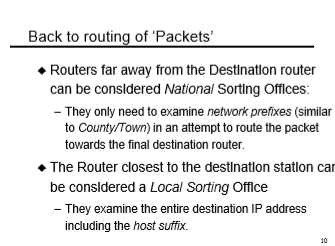 Back to routing of ‘Packets’
◆ Routers far away from the Destination router
can be considered National Sorting Offices:
– They only need to examine network prefixes (similar
to County/Town) in an attempt to route the packet
towards the final destination router.
◆ The Router closest to the destination station can
be considered a Local Sorting Office
– They examine the entire destination IP address
including the host suffix.
10